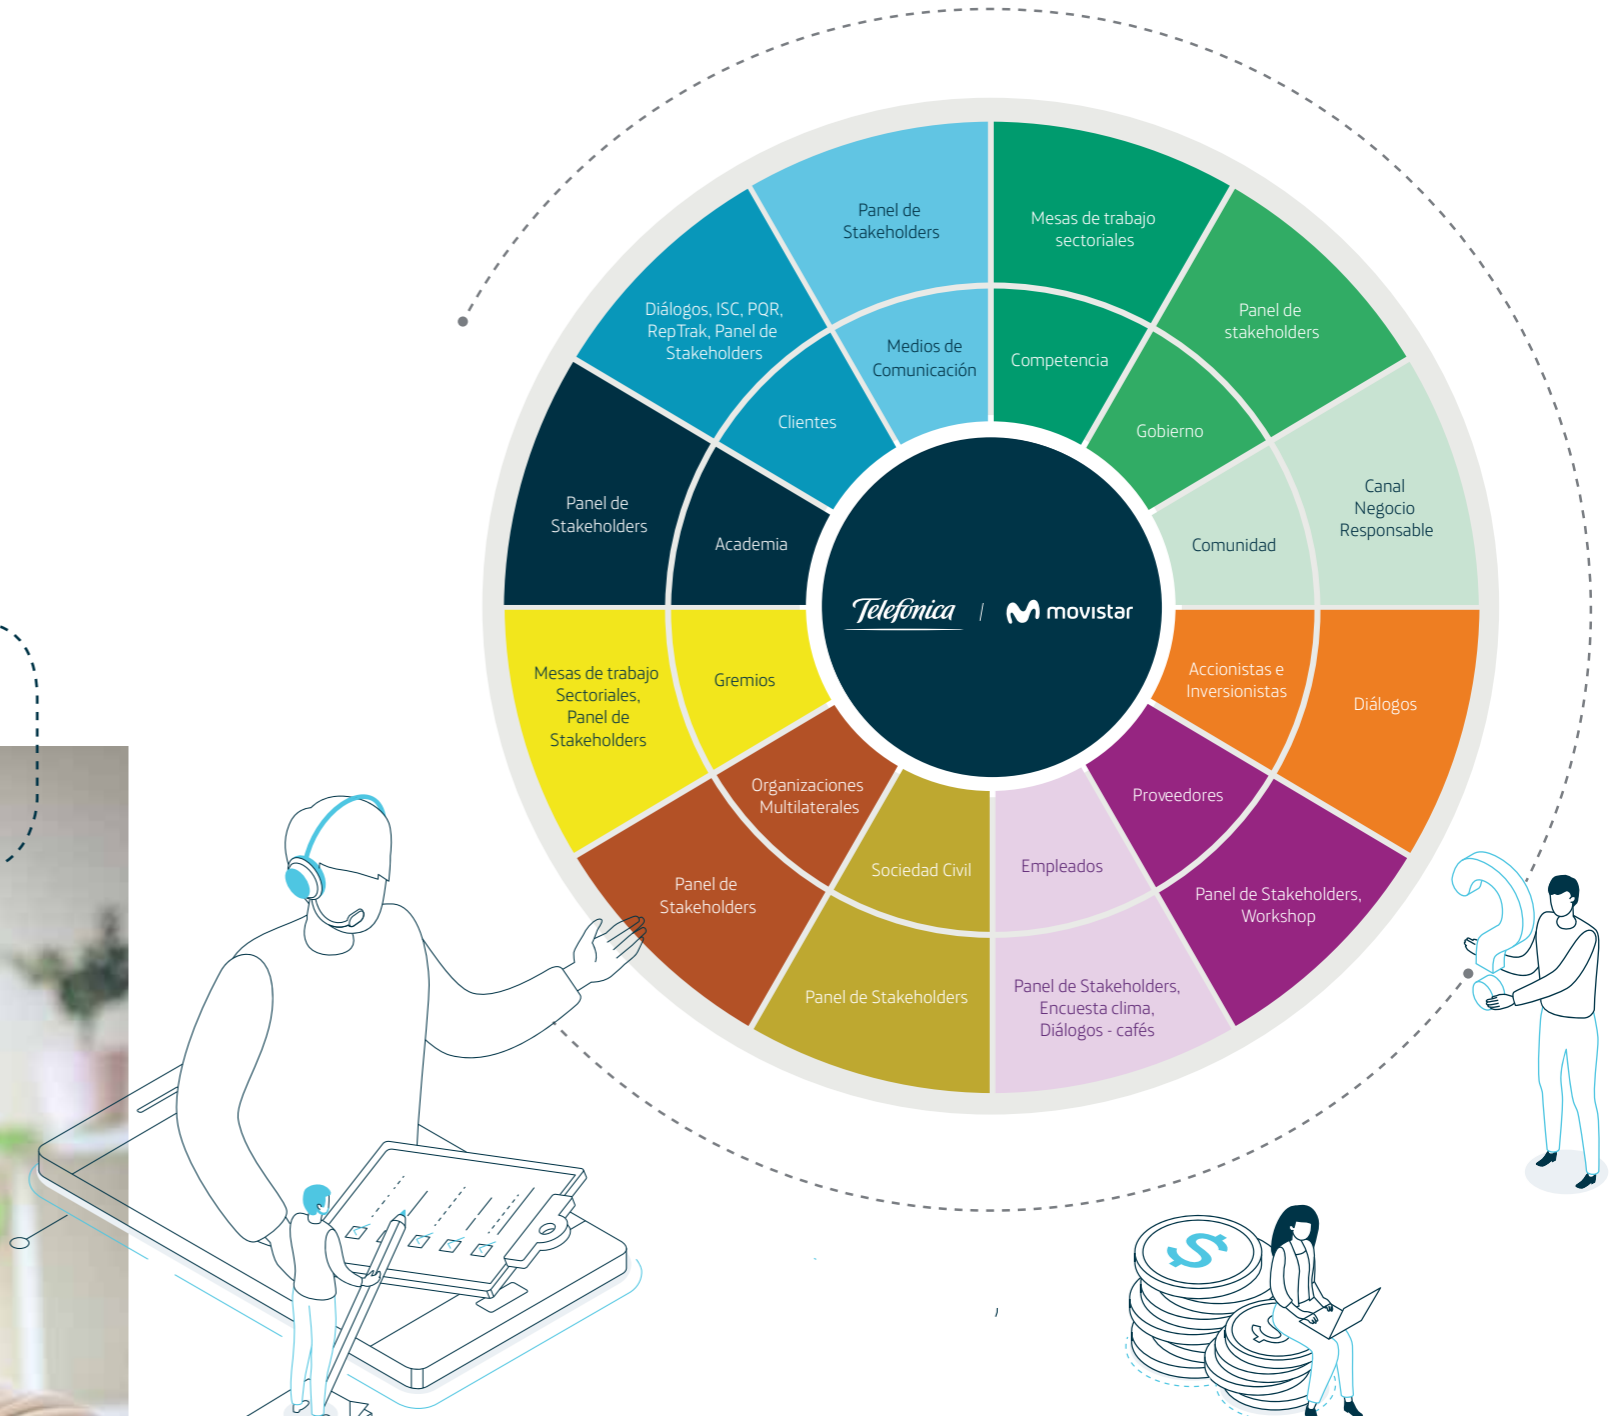 Panel de
Stakeholders
Mesas de trabajo
sectoriales
Diálogos, ISC, PQR,
RepTrak, Panel de
Stakeholders
Panel de
stakeholders
Medios de
Comunicación
Competencia
Clientes
Gobierno
Panel de
Stakeholders
Academia
Comunidad
Canal
Negocio
Responsable
Telefónica | movistar
Mesas de trabajo
Sectoriales,
Panel de
Stakeholders
Gremios
Accionistas e
Inversionistas
Diálogos
Organizaciones
Multilaterales
Proveedores
Panel de
Stakeholders
Sociedad Civil
Empleados
Panel de Stakeholders,
Workshop
Panel de Stakeholders
Panel de Stakeholders,
Encuesta clima,
Diálogos - cafés
$